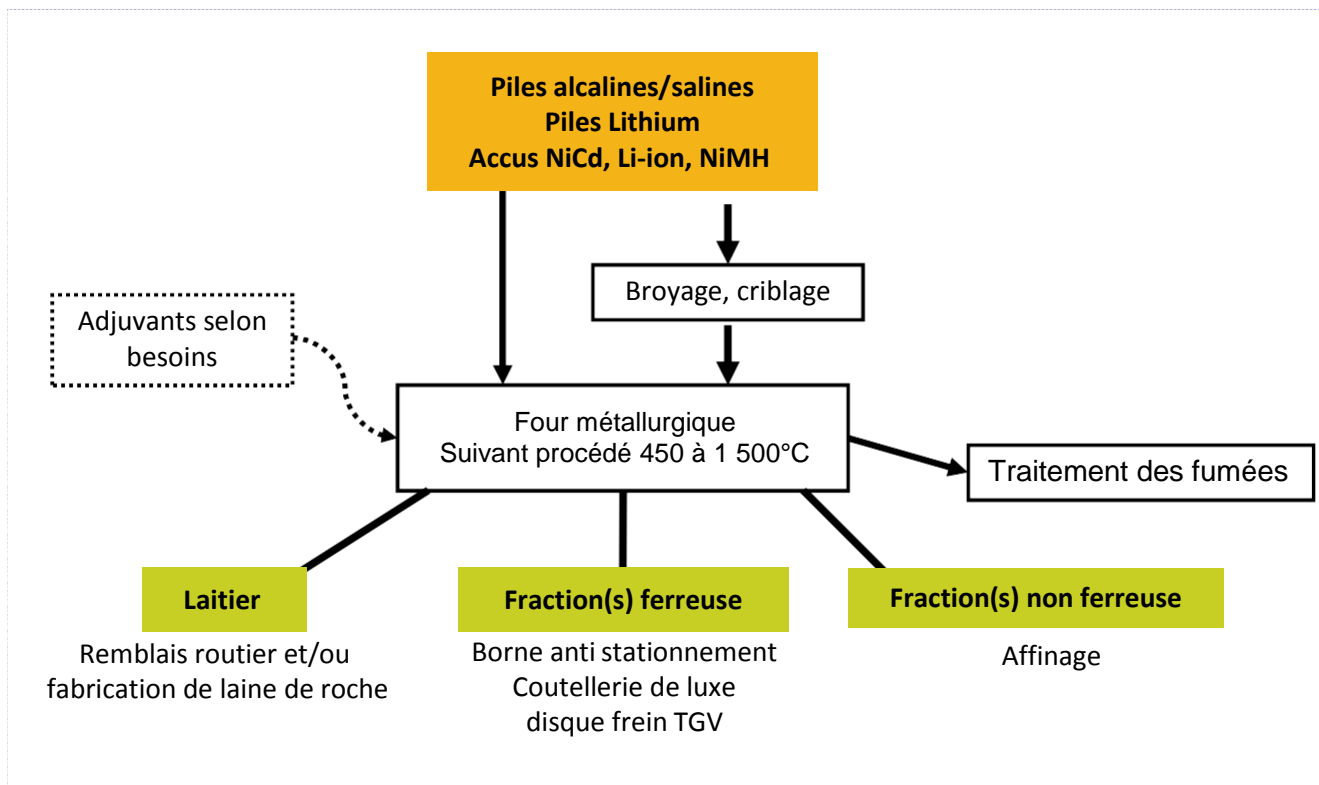 Piles alcalines/salines
Piles Lithium
Accus NiCd, Li-ion, NiMH
Broyage, criblage
Adjuvants selon
besoins
Four métallurgique
Suivant procédé 450 à 1 500°C
Traitement des fumées
Laitier
Remblais routier et/ou
fabrication de laine de roche
Fraction(s) ferreuse
Borne anti stationnement
Coutellerie de luxe
disque frein TGV
Fraction(s) non ferreuse
Affinage